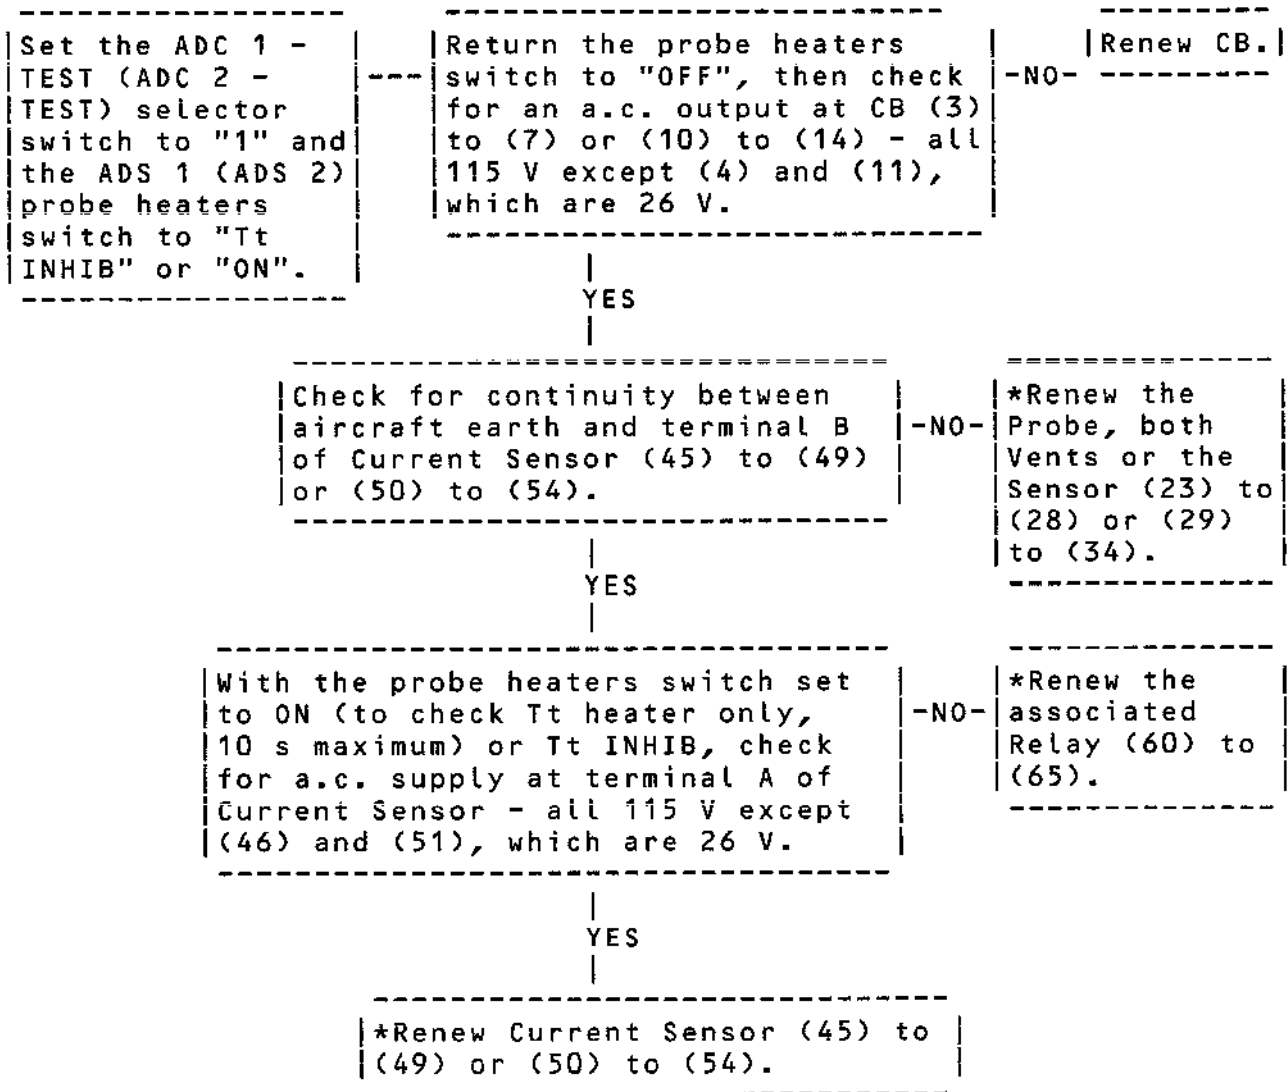 Set the ADC 1 -
TEST (ADC 2 -
TEST) selector
switch to "1" and
the ADS 1 (ADS 2)
probe heaters
switch to "Tt
INHIB" or "ON".
Return the probe heaters
switch to "OFF", then check
for an a.c. output at CB (3)
to (7) or (10) to (14) - all
115 V except (4) and (11),
which are 26 V.
-NO-
Renew CB.
YES
Check for continuity between
aircraft earth and terminal B
of Current Sensor (45) to (49)
or (50) to (54).
-NO-
*Renew the
Probe, both
Vents or the
Sensor (23) to
(28) or (29)
to (34).
YES
With the probe heaters switch set
to ON (to check Tt heater only,
10 s maximum) or Tt INHIB, check
for a.c. supply at terminal A of
Current Sensor - all 115 V except
(46) and (51), which are 26 V.
-NO-
*Renew the
associated
Relay (60) to
(65).
YES
*Renew Current Sensor (45) to
(49) or (50) to (54).